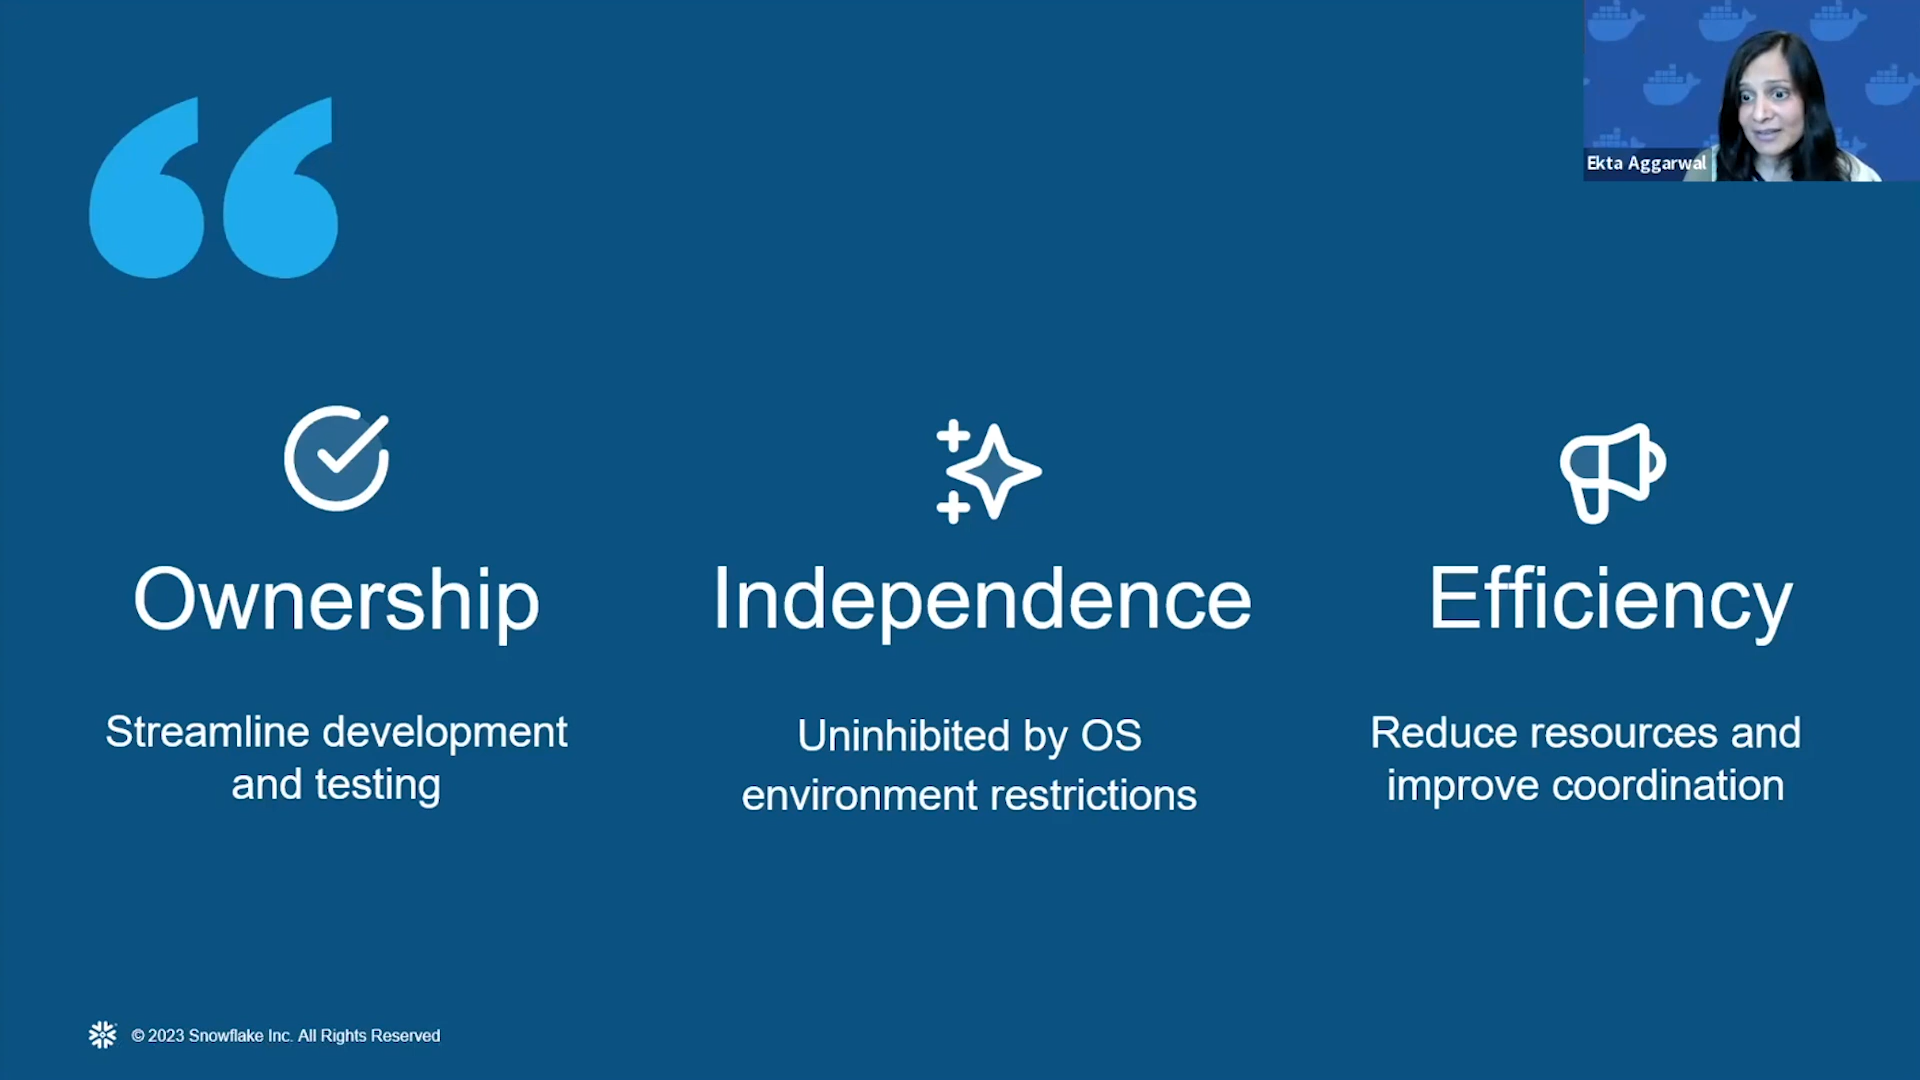 Ekta Aggarwal
Ownership
Streamline development
and testing
Independence
Uninhibited by OS
environment restrictions
Efficiency
Reduce resources and
improve coordination
© 2023 Snowflake Inc. All Rights Reserved